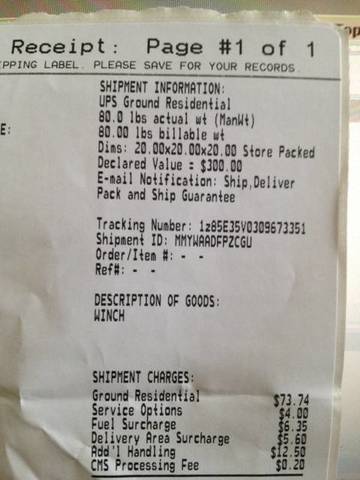 Receipt: Page #1 of 1
PPING LABEL. PLEASE SAVE FOR YOUR RECORDS.
SHIPMENT INFORMATION:
UPS Ground Residential
80.0 lbs actual wt (ManWt)
E:
80.00 lbs billable wt
Dims: 20.00x20.00x20.00 Store Packed
Declared Value = $300.00
E-mail Notification: Ship,Deliver
Pack and Ship Guarantee
Tracking Number: 1z85E35V0309673351
Shipment ID: MMYWAADFPZCGU
Order/Item #: - -
Ref#: - -
DESCRIPTION OF GOODS:
WINCH
SHIPMENT CHARGES:
Ground Residential $73.74
Service Options $4.00
Fuel Surcharge $6.35
Delivery Area Surcharge $5.60
Add'l Handling $12.50
CMS Processing Fee $0.20